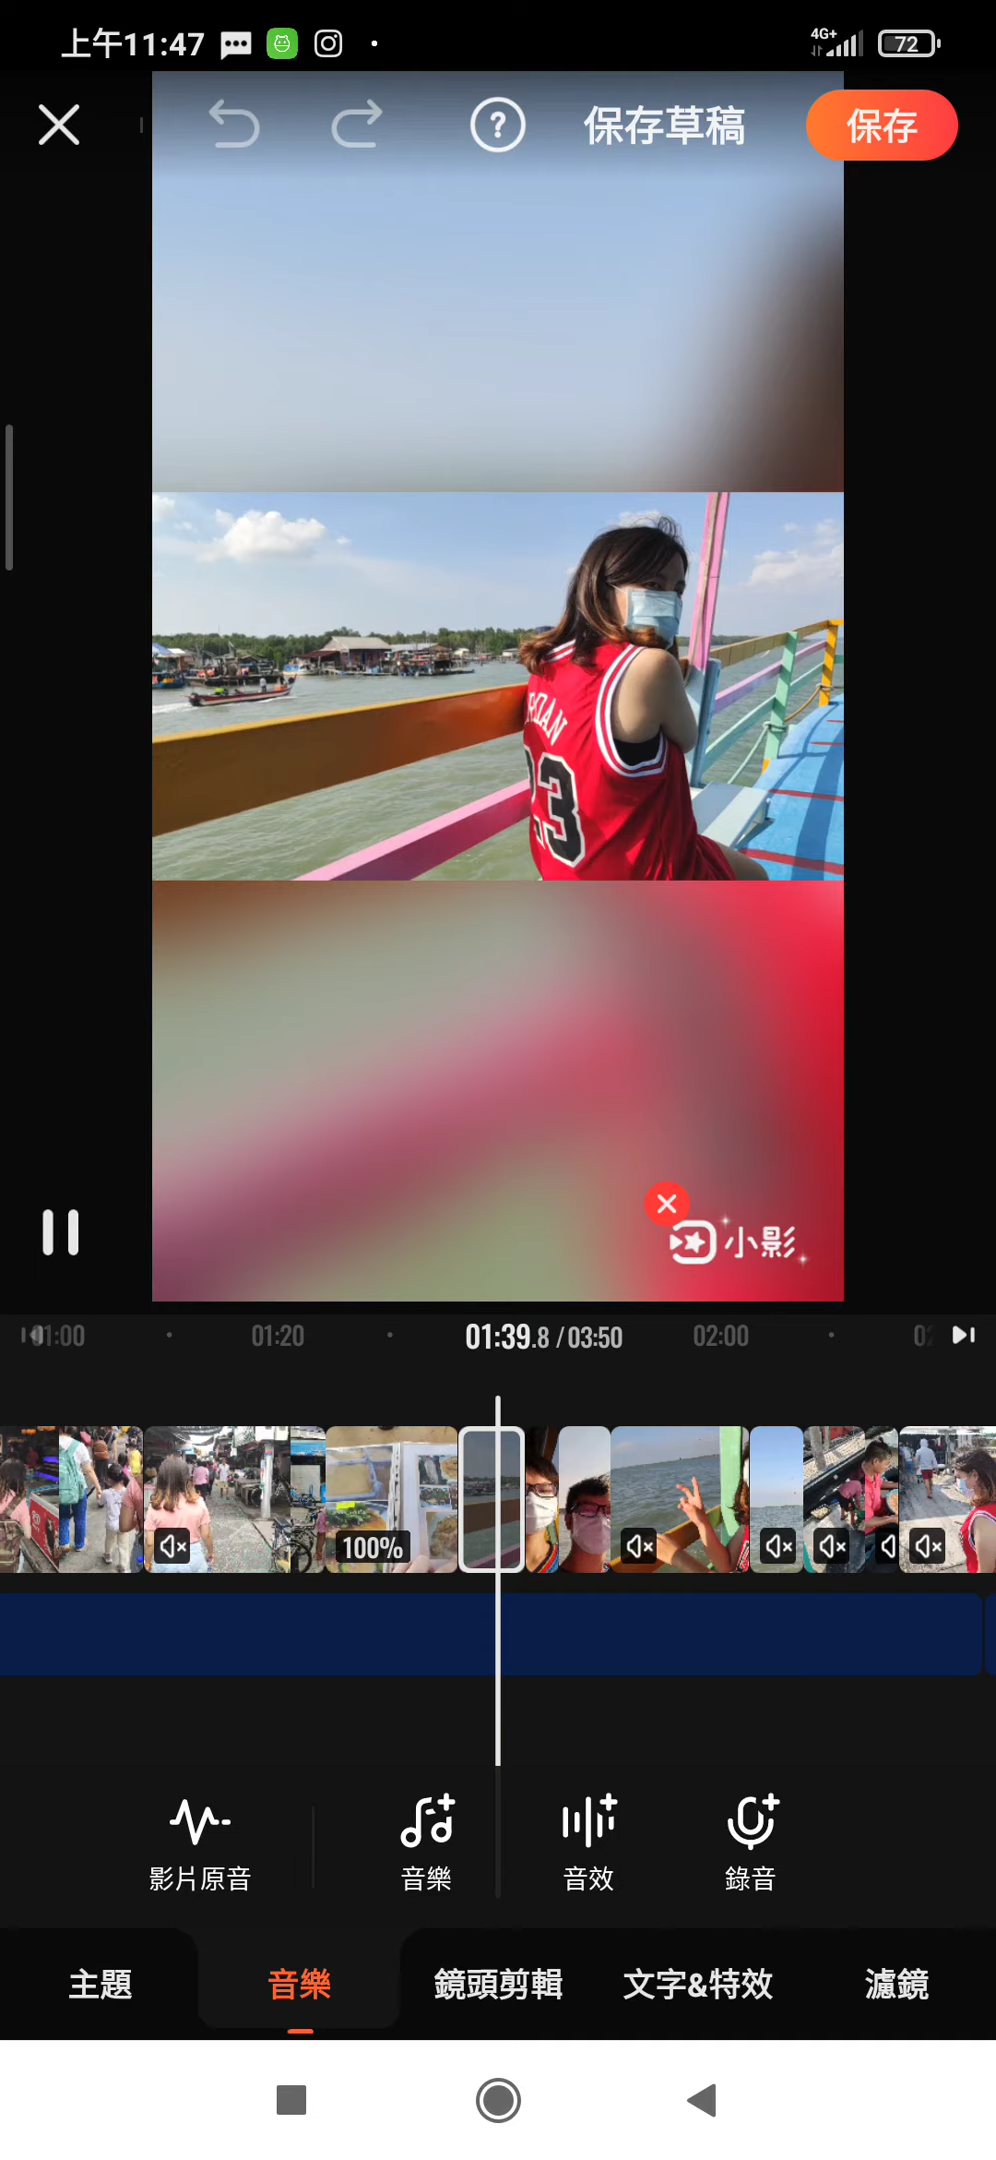 上午11:47
4G+
72
保存草稿
保存
小影
01:00
01:20
01:39.8 / 03:50
02:00
100%
影片原音
音樂
音效
錄音
主題
音樂
鏡頭剪輯
文字&特效
濾鏡